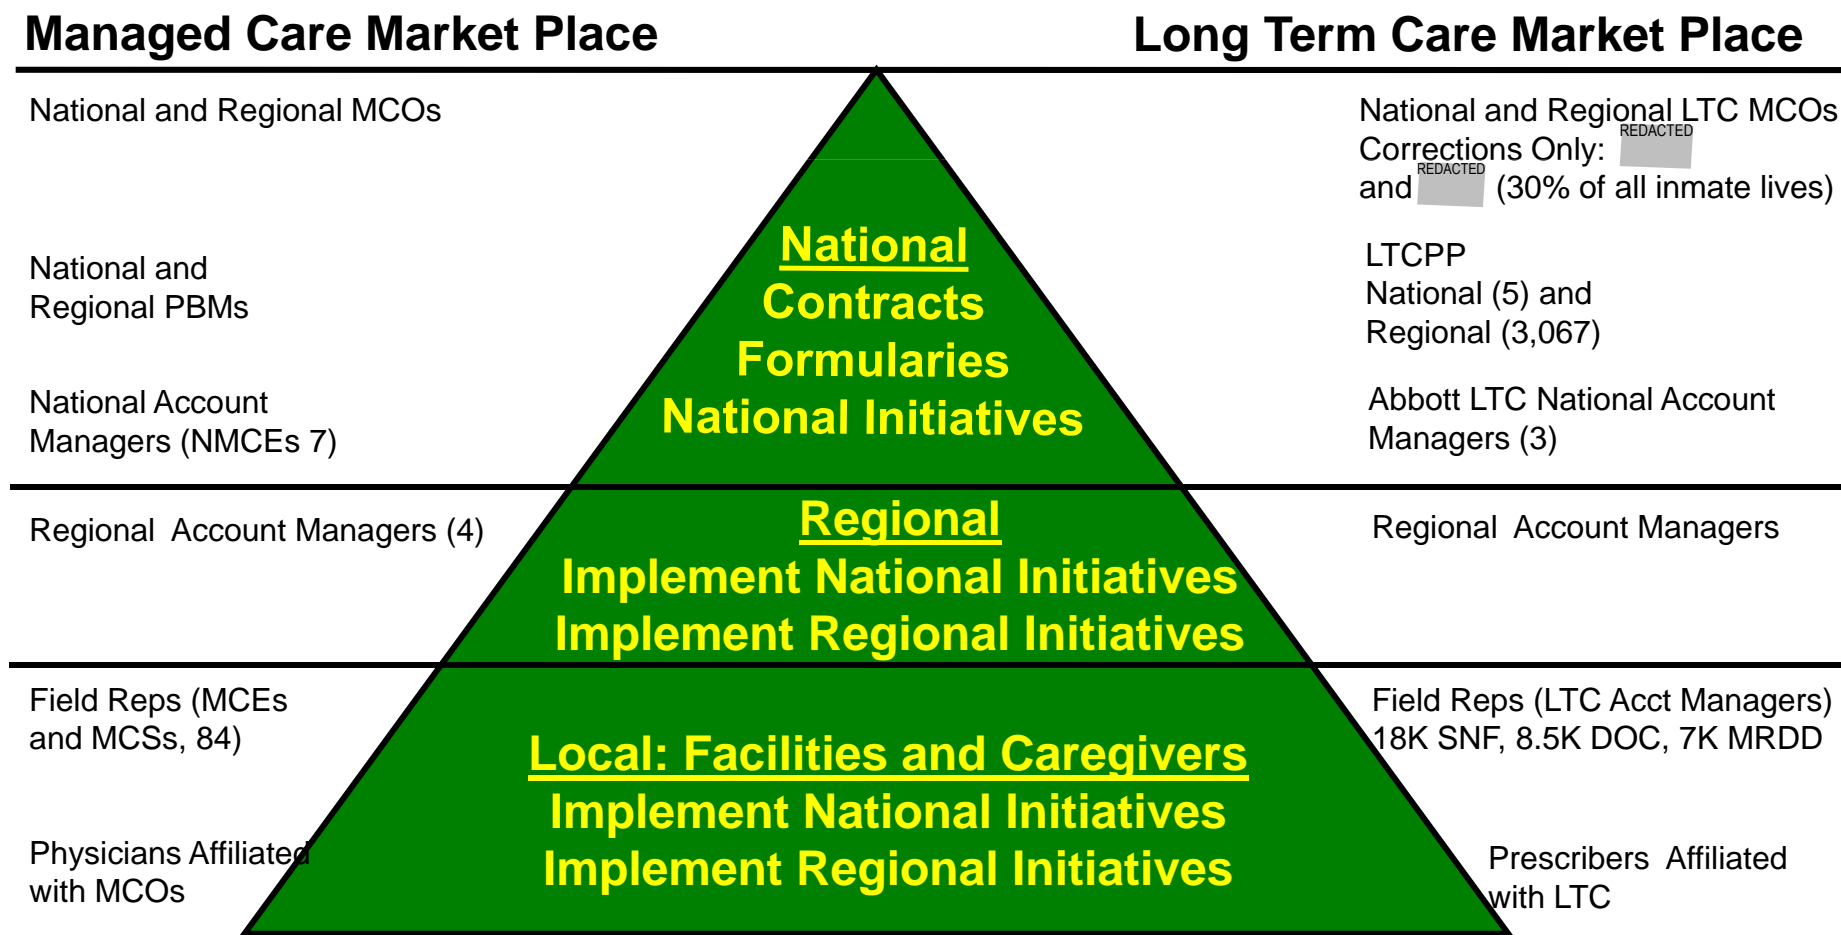 Managed Care Market Place
Long Term Care Market Place
National and Regional MCOs
National and
Regional PBMs
National Account
Managers (NMCEs 7)
National
Contracts
Formularies
National Initiatives
National and Regional LTC MCOs
Corrections Only: REDACTED
and REDACTED (30% of all inmate lives)
LTCPP
National (5) and
Regional (3,067)
Abbott LTC National Account
Managers (3)
Regional Account Managers (4)
Regional
Implement National Initiatives
Implement Regional Initiatives
Regional Account Managers
Field Reps (MCEs
and MCSs, 84)
Physicians Affiliated
with MCOs
Local: Facilities and Caregivers
Implement National Initiatives
Implement Regional Initiatives
Field Reps (LTC Acct Managers)
18K SNF, 8.5K DOC, 7K MRDD
Prescribers Affiliated
with LTC